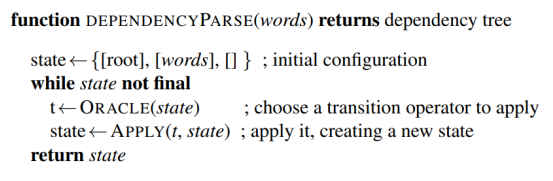 function DEPENDENCYPARSE(words) returns dependency tree
state ← {[root], [words], [] } ; initial configuration
while state not final
t ← ORACLE(state) ; choose a transition operator to apply
state ← APPLY(t, state) ; apply it, creating a new state
return state